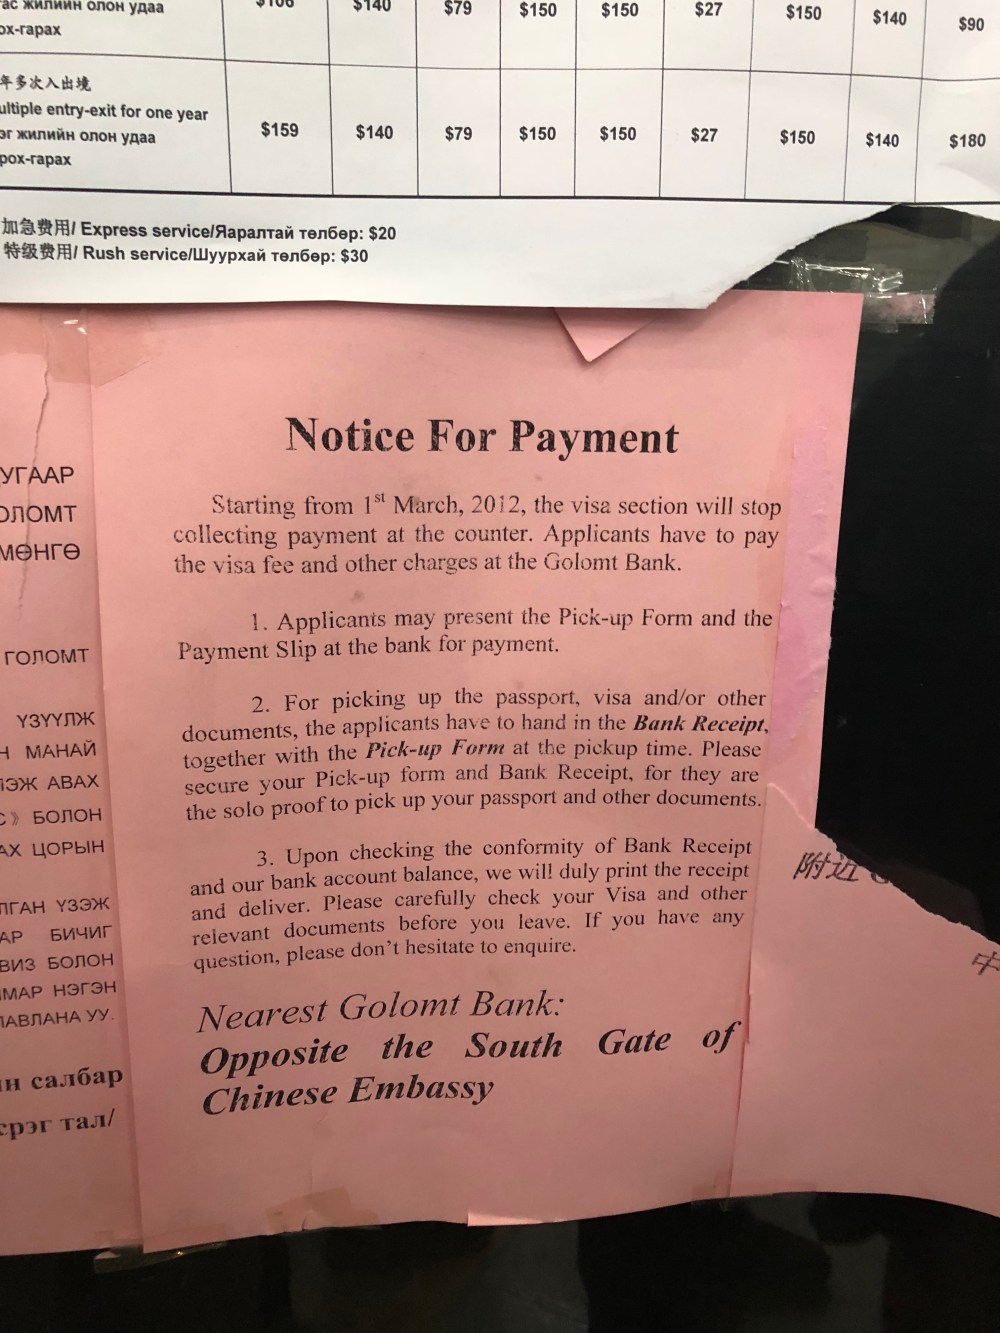 жилийн олон удаа
ох-гарах
$106 $140 $79 $150 $150 $27 $150 $140 $90
年多次入出境
ultiple entry-exit for one year
эг жилийн олон удаа
рох-гарах
$159 $140 $79 $150 $150 $27 $150 $140 $180
加急费用/ Express service/Яаралтай төлбөр: $20
特级费用/ Rush service/Шуурхай төлбөр: $30
УГААР
ОЛОМТ
МӨНГӨ
ГОЛОМТ
ҮЗҮҮЛЖ
Н МАНАЙ
ЛЭЖ АВАХ
С》 БОЛОН
АХ ЦОРЫН
ЛГАН ҮЗЭЖ
АР БИЧИГ
ВИЗ БОЛОН
ЯМАР НЭГЭН
ЛАВЛАНА УУ.
ін салбар
срэг тал/
Notice For Payment
Starting from 1st March, 2012, the visa section will stop
collecting payment at the counter. Applicants have to pay
the visa fee and other charges at the Golomt Bank.
1. Applicants may present the Pick-up Form and the
Payment Slip at the bank for payment.
2. For picking up the passport, visa and/or other
documents, the applicants have to hand in the Bank Receipt,
together with the Pick-up Form at the pickup time. Please
secure your Pick-up form and Bank Receipt, for they are
the solo proof to pick up your passport and other documents.
3. Upon checking the conformity of Bank Receipt
and our bank account balance, we will duly print the receipt
and deliver. Please carefully check your Visa and other
relevant documents before you leave. If you have any
question, please don't hesitate to enquire.
Nearest Golomt Bank:
Opposite the South Gate of
Chinese Embassy
附近
中